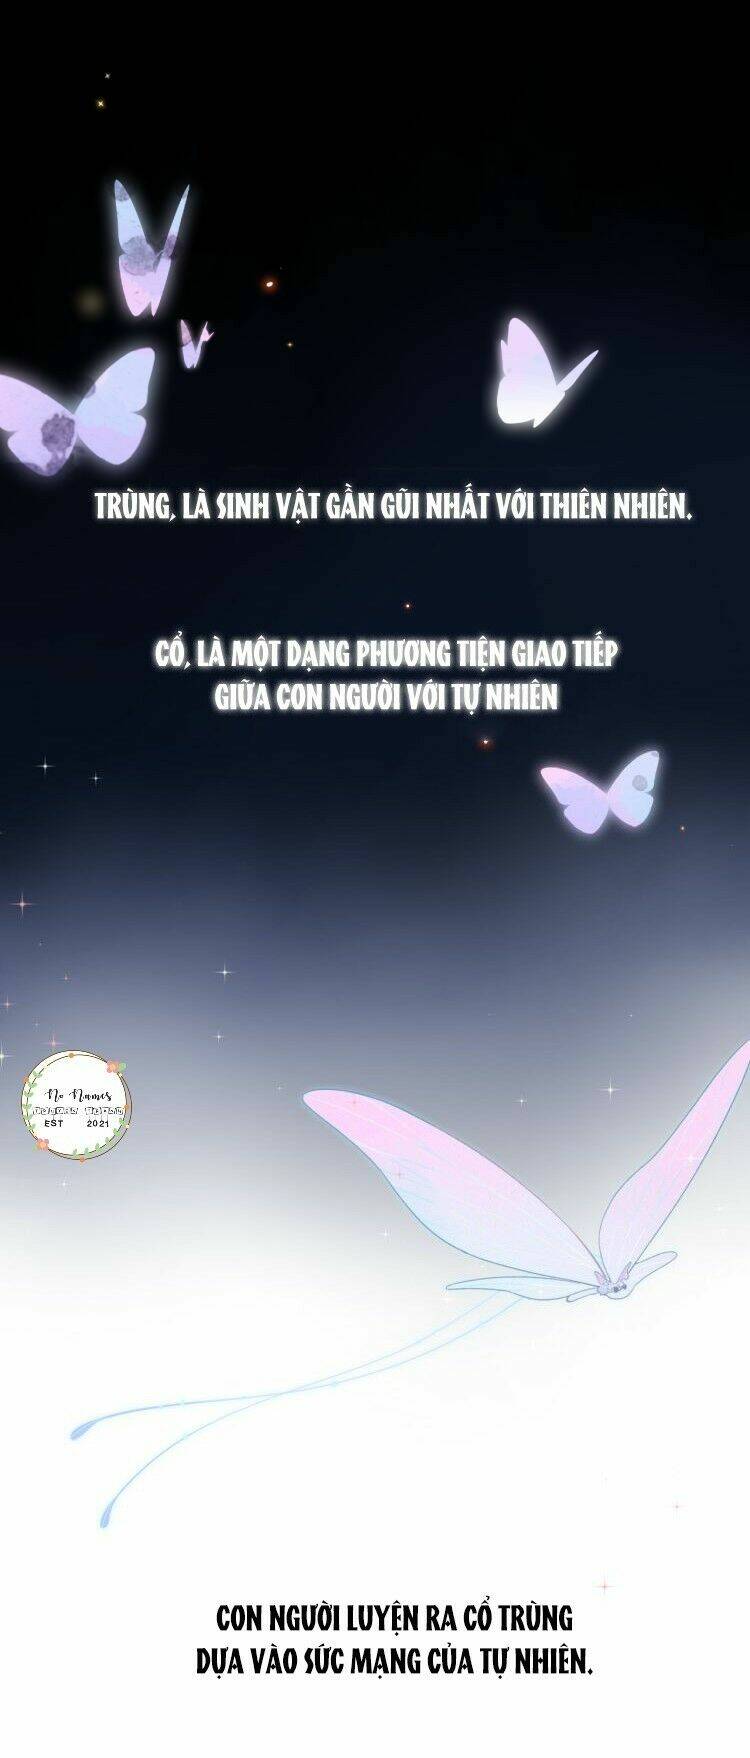 TRÙNG, LÀ SINH VẬT GẦN GŨI NHẤT VỚI THIÊN NHIÊN.
CỔ, LÀ MỘT DẠNG PHƯƠNG TIỆN GIAO TIẾP
GIỮA CON NGƯỜI VỚI TỰ NHIÊN
No Names
EST 2021
CON NGƯỜI LUYỆN RA CỔ TRÙNG
DỰA VÀO SỨC MẠNG CỦA TỰ NHIÊN.